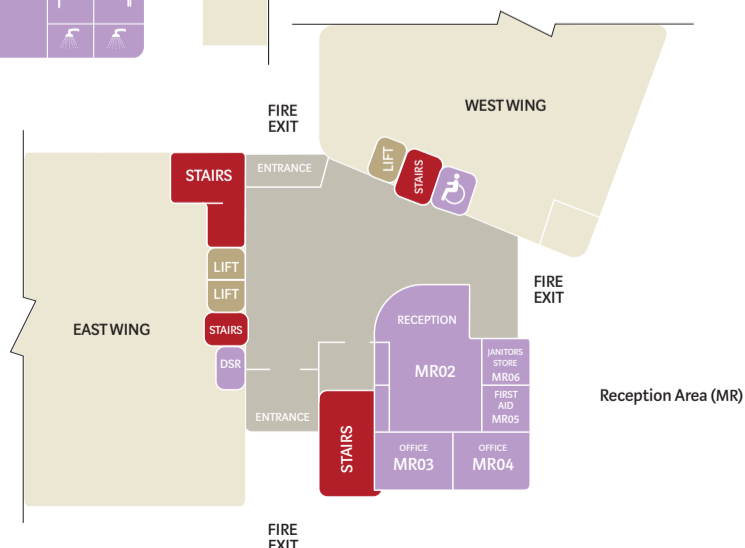 WEST WING
FIRE
EXIT
LIFT
STAIRS
ENTRANCE
STAIRS
LIFT
LIFT
FIRE
EXIT
RECEPTION
EAST WING
STAIRS
JANITORS
STORE
MR06
DSR
MR02
FIRST
AID
MR05
Reception Area (MR)
ENTRANCE
STAIRS
OFFICE
MR03
OFFICE
MR04
FIRE
EXIT